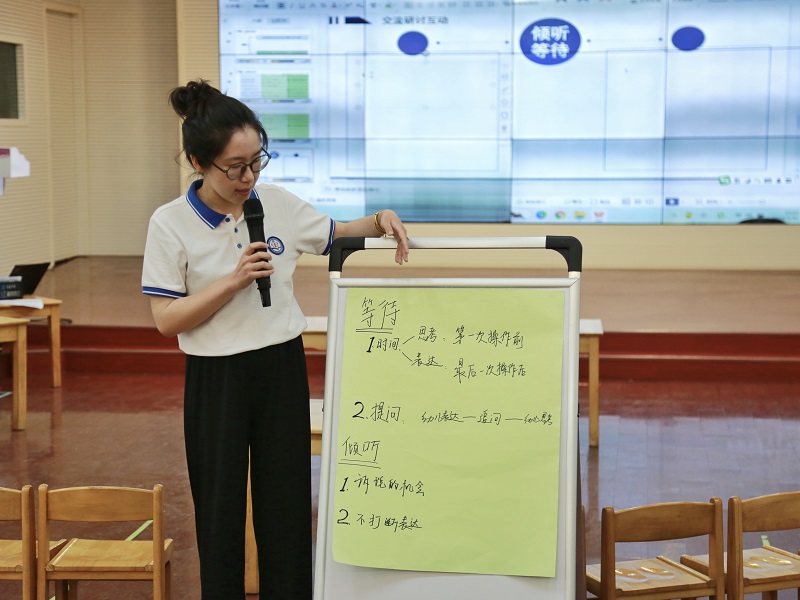 交流研讨互动
倾听
等待
等待
1 时间 思考: 第一次操作前
表达: 最后一次操作后
2. 提问: 幼儿表达—追问—
倾听
1. 诉说的机会
2. 不打断表达